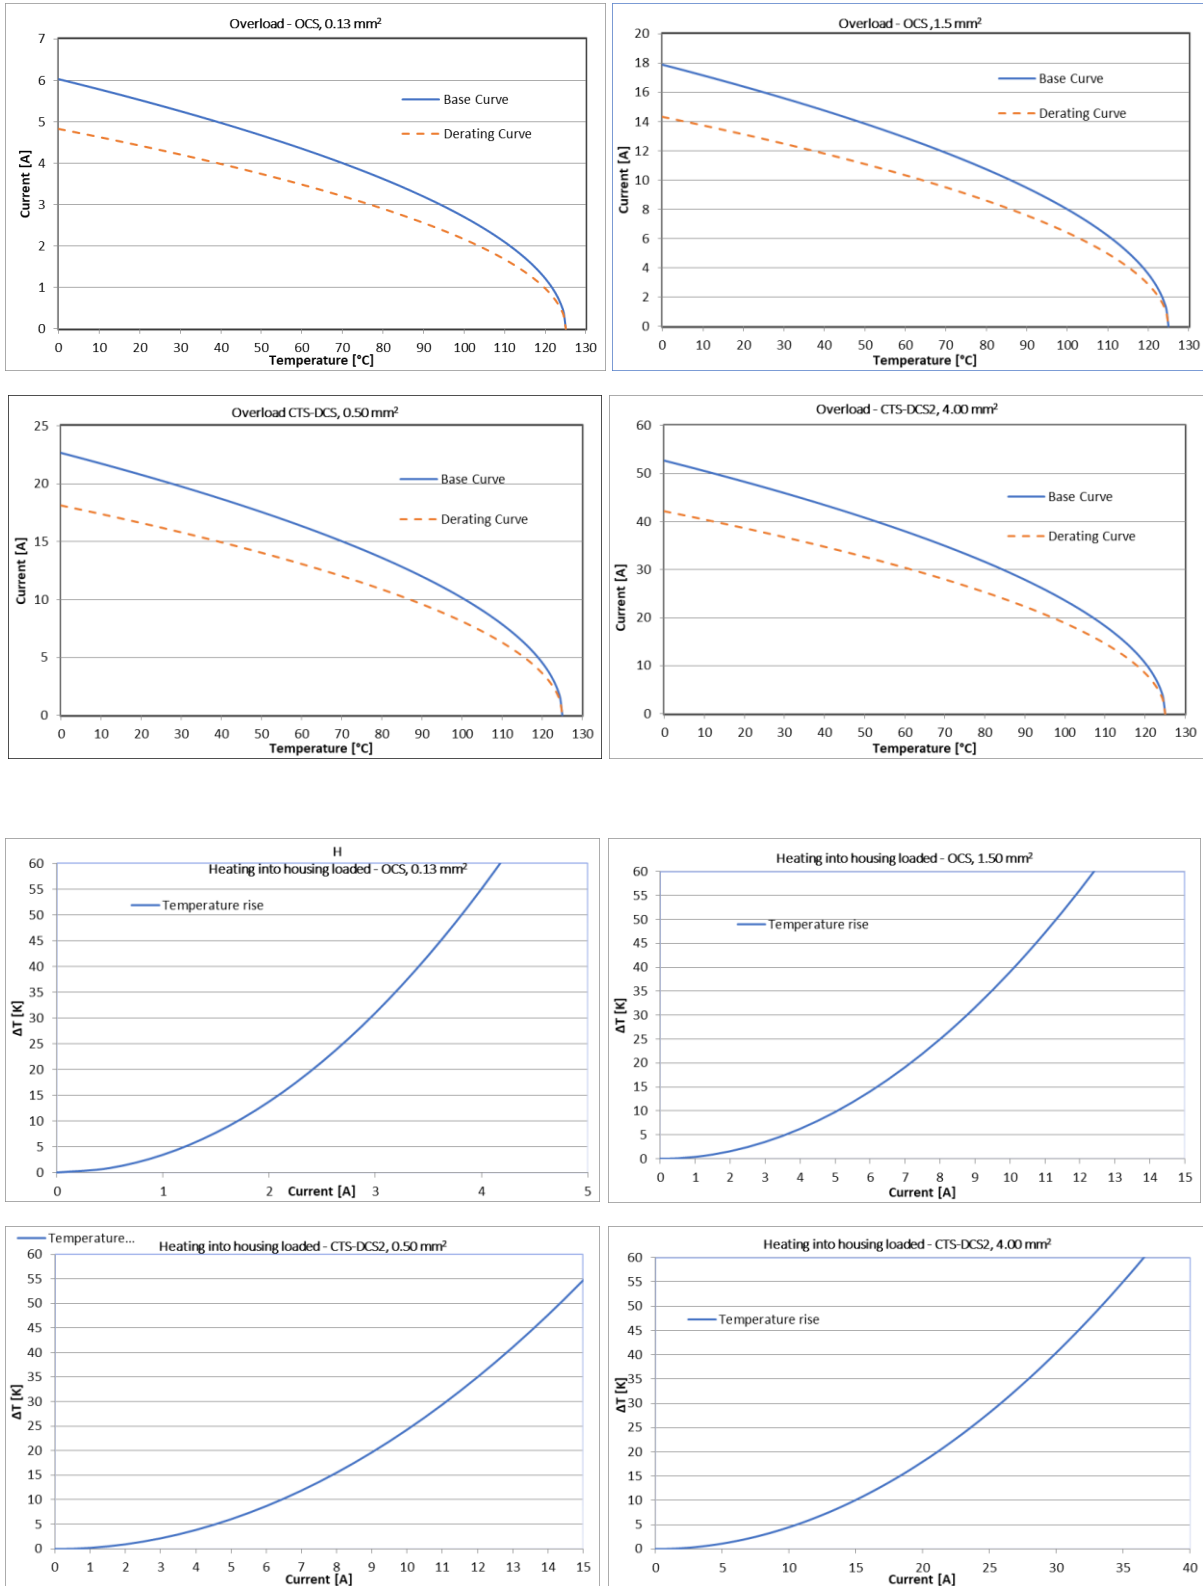 Overload - OCS, 0.13 mm²
7
6
5
4
3
2
1
0
Current [A]
Base Curve
Derating Curve
0 10 20 30 40 50 60 70 80 90 100 110 120 130
Temperature [°C]
Overload - OCS ,1.5 mm²
20
18
16
14
12
10
8
6
4
2
0
Current [A]
Base Curve
Derating Curve
0 10 20 30 40 50 60 70 80 90 100 110 120 130
Temperature [°C]
Overload CTS-DCS, 0.50 mm²
25
20
15
10
5
0
Current [A]
Base Curve
Derating Curve
0 10 20 30 40 50 60 70 80 90 100 110 120 130
Temperature [°C]
Overload - CTS-DCS2, 4.00 mm²
60
50
40
30
20
10
0
Current [A]
Base Curve
Derating Curve
0 10 20 30 40 50 60 70 80 90 100 110 120 130
Temperature [°C]
H
Heating into housing loaded - OCS, 0.13 mm²
60
55
50
45
40
35
30
25
20
15
10
5
0
ΔT [K]
Temperature rise
0 1 2 3 4 5
Current [A]
Heating into housing loaded - OCS, 1.50 mm²
60
55
50
45
40
35
30
25
20
15
10
5
0
ΔT [K]
Temperature rise
0 1 2 3 4 5 6 7 8 9 10 11 12 13 14 15
Current [A]
Temperature...
Heating into housing loaded - CTS-DCS2, 0.50 mm²
60
55
50
45
40
35
30
25
20
15
10
5
0
ΔT [K]
0 1 2 3 4 5 6 7 8 9 10 11 12 13 14 15
Current [A]
Heating into housing loaded - CTS-DCS2, 4.00 mm²
60
55
50
45
40
35
30
25
20
15
10
5
0
ΔT [K]
Temperature rise
0 5 10 15 20 25 30 35 40
Current [A]